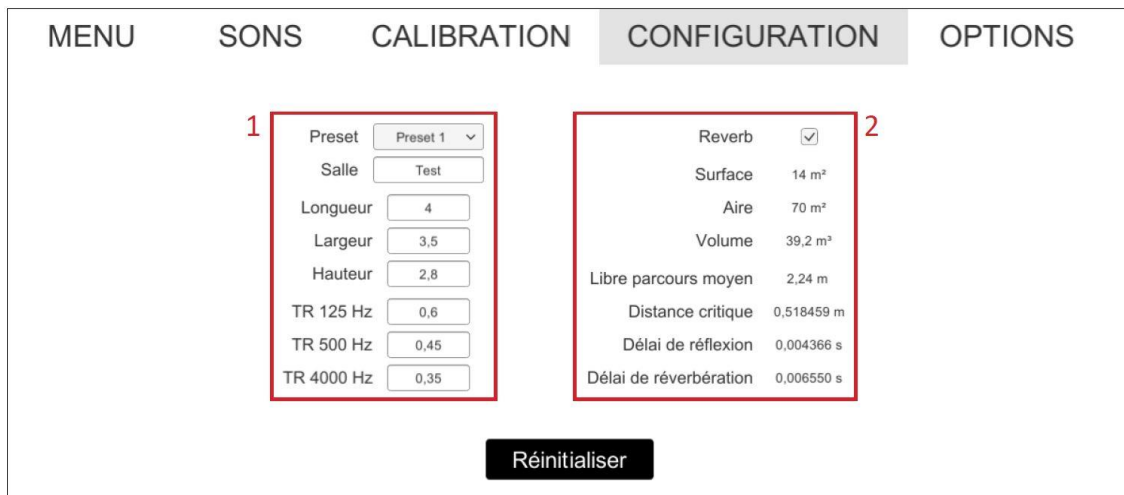 MENU SONS CALIBRATION CONFIGURATION OPTIONS
1
Preset Preset 1
Salle Test
Longueur 4
Largeur 3,5
Hauteur 2,8
TR 125 Hz 0,6
TR 500 Hz 0,45
TR 4000 Hz 0,35
2
Reverb
Surface 14 m²
Aire 70 m²
Volume 39,2 m³
Libre parcours moyen 2,24 m
Distance critique 0,518459 m
Délai de réflexion 0,004366 s
Délai de réverbération 0,006550 s
Réinitialiser